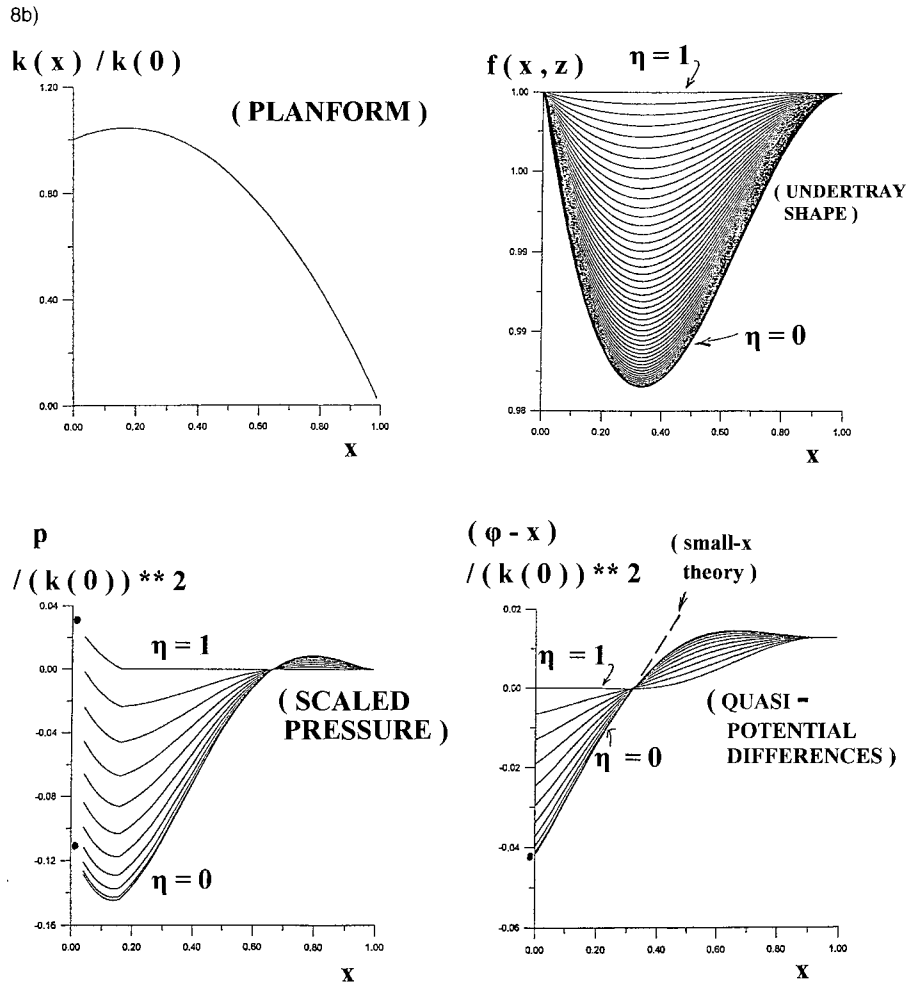 8b)
k ( x ) / k ( 0 )
( PLANFORM )
1.20
0.80
0.40
0.00
0.00 0.20 0.40 0.60 0.80 1.00
x
f ( x , z )
η = 1
1.00
1.00
0.99
0.99
0.98
( UNDERTRAY
SHAPE )
η = 0
0.00 0.20 0.40 0.60 0.80 1.00
x
p
/ ( k ( 0 ) ) ** 2
0.04
0.00
-0.04
-0.08
-0.12
-0.16
η = 1
( SCALED
PRESSURE )
η = 0
0.00 0.20 0.40 0.60 0.80 1.00
x
( φ - x )
/ ( k ( 0 ) ) ** 2
( small-x
theory )
0.02
0.00
-0.02
-0.04
-0.06
η = 1
( QUASI -
POTENTIAL
DIFFERENCES )
η = 0
0.00 0.20 0.40 0.60 0.80 1.00
x